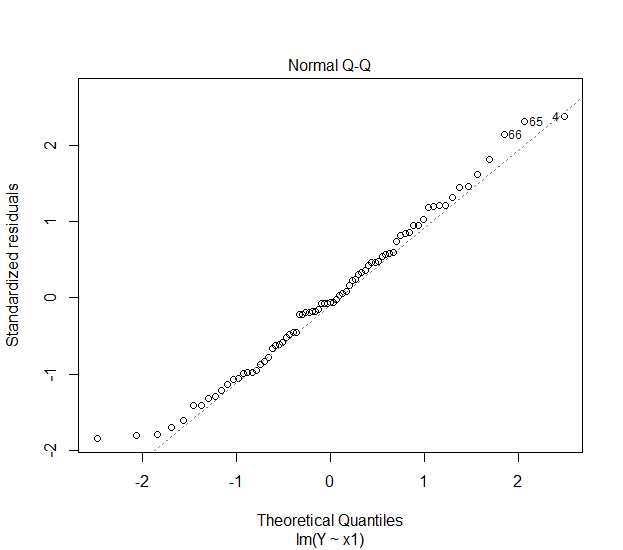 Normal Q-Q
Standardized residuals
2
1
0
-1
-2
4
65
66
-2 -1 0 1 2
Theoretical Quantiles
lm(Y ~ x1)